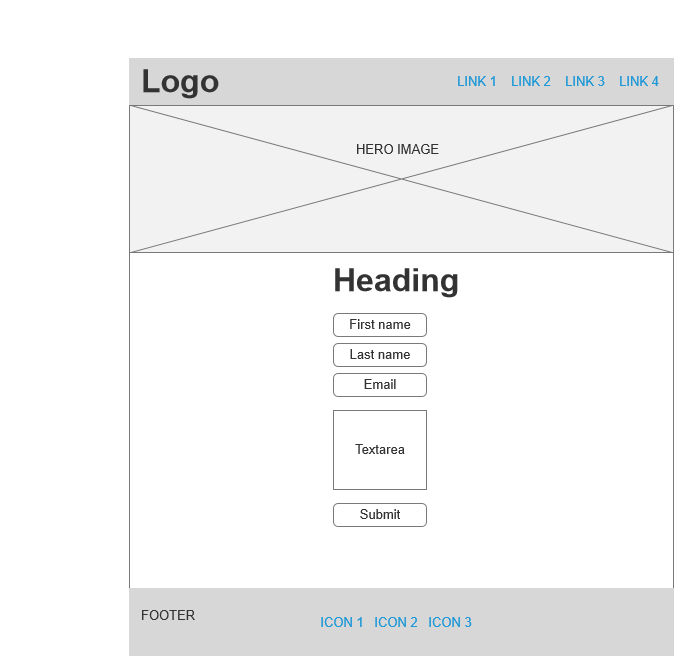 Logo
LINK 1 LINK 2 LINK 3 LINK 4
HERO IMAGE
Heading
First name
Last name
Email
Textarea
Submit
FOOTER
ICON 1 ICON 2 ICON 3